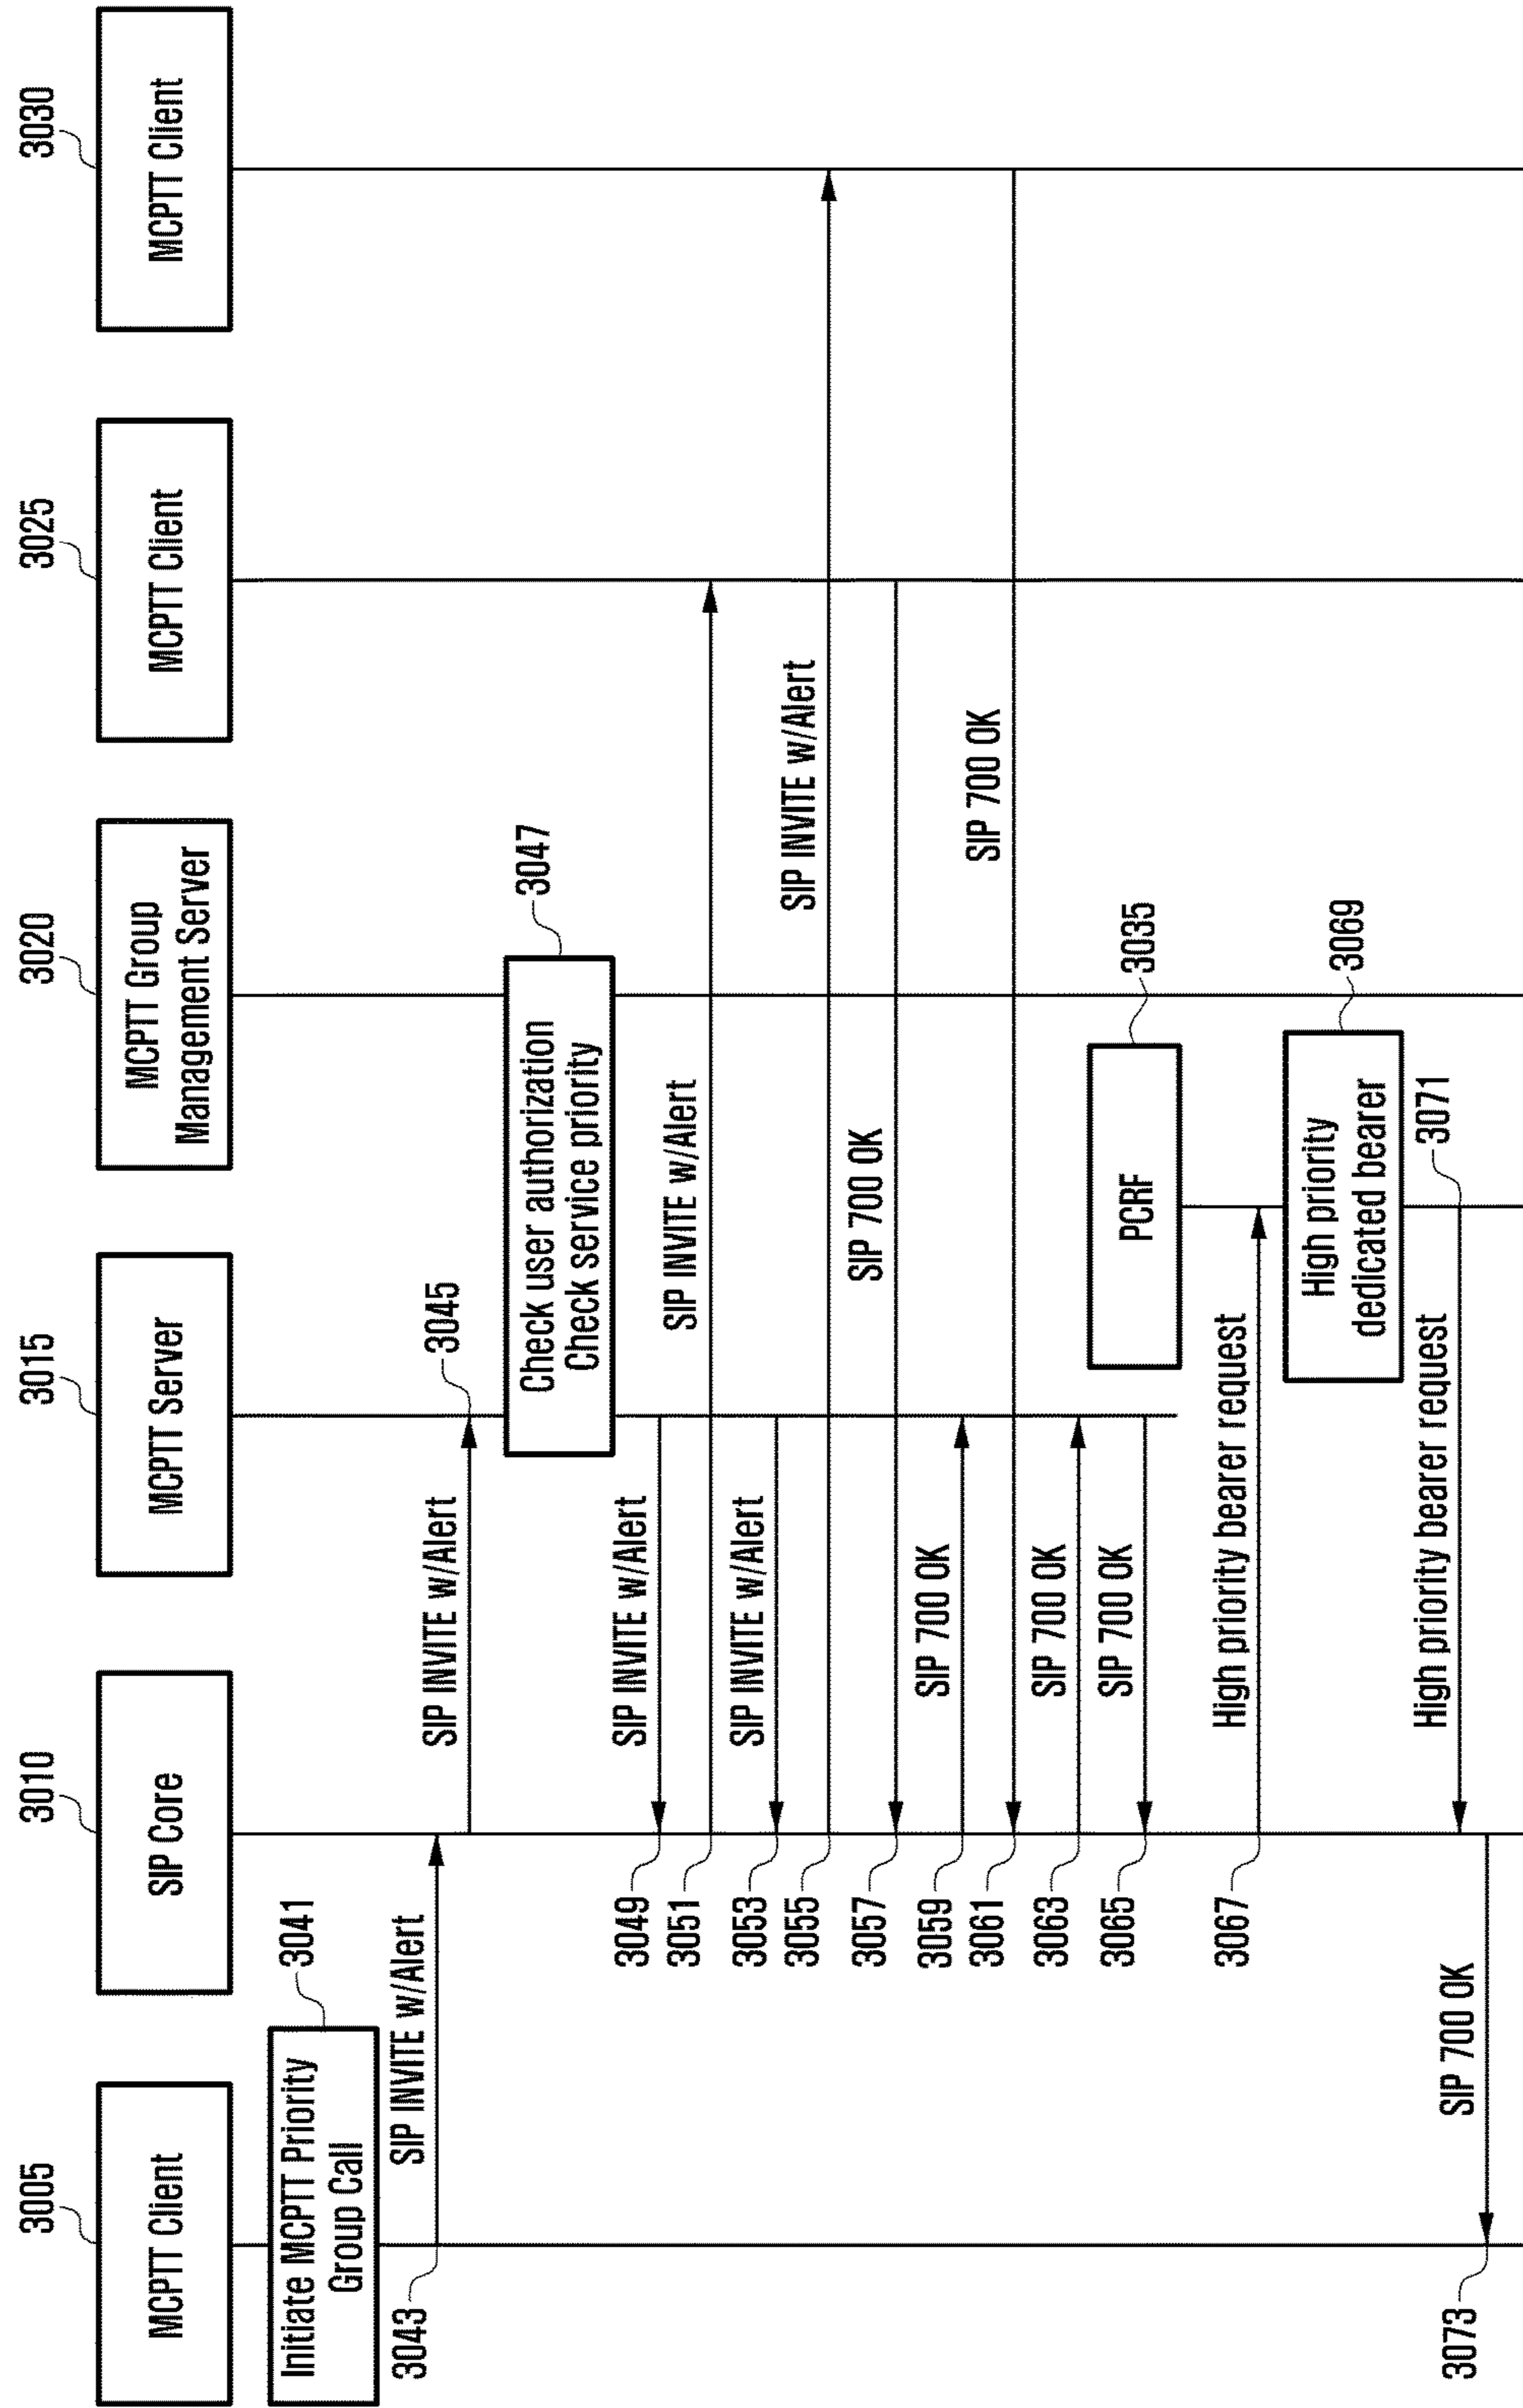 3005
3010
3015
3020
3025
3030
MCPTT Client
SIP Core
MCPTT Server
MCPTT Group
Management Server
MCPTT Client
MCPTT Client
Initiate MCPTT Priority
Group Call
3041
3043
SIP INVITE w/Alert
SIP INVITE w/Alert
3045
Check user authorization
Check service priority
3047
3049
SIP INVITE w/Alert
3051
SIP INVITE w/Alert
3053
SIP INVITE w/Alert
3055
SIP INVITE w/Alert
3057
SIP 700 OK
3059
SIP 700 OK
3061
SIP 700 OK
3063
SIP 700 OK
3065
SIP 700 OK
PCRF
3035
3067
High priority bearer request
High priority
dedicated bearer
3069
High priority bearer request
3071
3073
SIP 700 OK